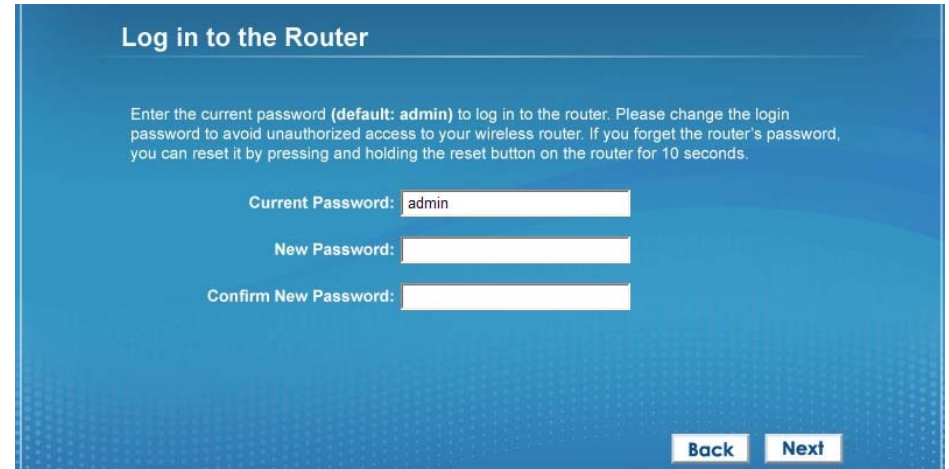 Log in to the Router
Enter the current password (default: admin) to log in to the router. Please change the login
password to avoid unauthorized access to your wireless router. If you forget the router's password,
you can reset it by pressing and holding the reset button on the router for 10 seconds.
Current Password: admin
New Password:
Confirm New Password:
Back Next